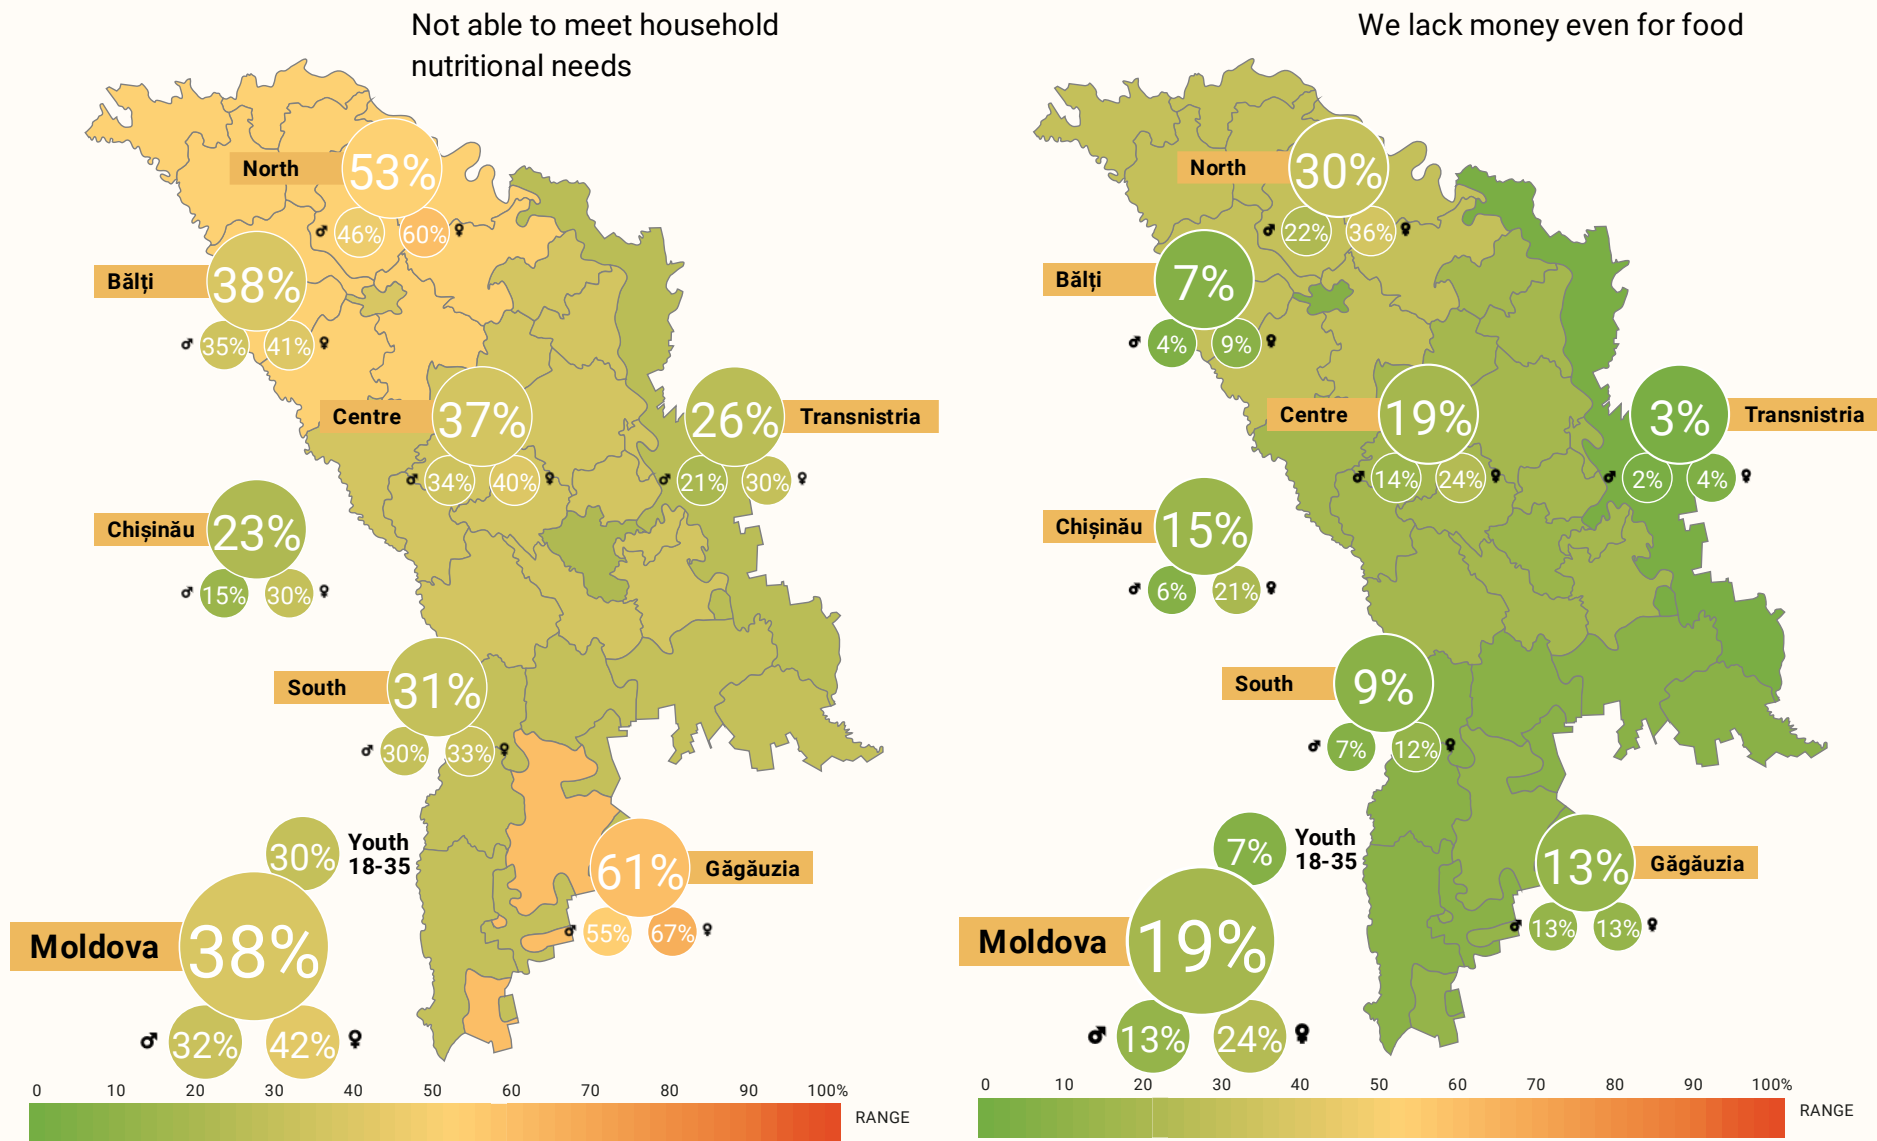 Not able to meet household
nutritional needs
North
53%
♂ 46% 60% ♀
Bălți
38%
♂ 35% 41% ♀
Centre
37%
♂ 34% 40% ♀
26%
Transnistria
♂ 21% 30% ♀
Chișinău
23%
♂ 15% 30% ♀
South
31%
♂ 30% 33% ♀
30%
Youth
18-35
61%
Găgăuzia
♂ 55% 67% ♀
Moldova
38%
♂ 32% 42% ♀
0 10 20 30 40 50 60 70 80 90 100%
RANGE
We lack money even for food
North
30%
♂ 22% 36% ♀
Bălți
7%
♂ 4% 9% ♀
Centre
19%
♂ 14% 24% ♀
3%
Transnistria
♂ 2% 4% ♀
Chișinău
15%
♂ 6% 21% ♀
South
9%
♂ 7% 12% ♀
7%
Youth
18-35
13%
Găgăuzia
♂ 13% 13% ♀
Moldova
19%
♂ 13% 24% ♀
0 10 20 30 40 50 60 70 80 90 100%
RANGE